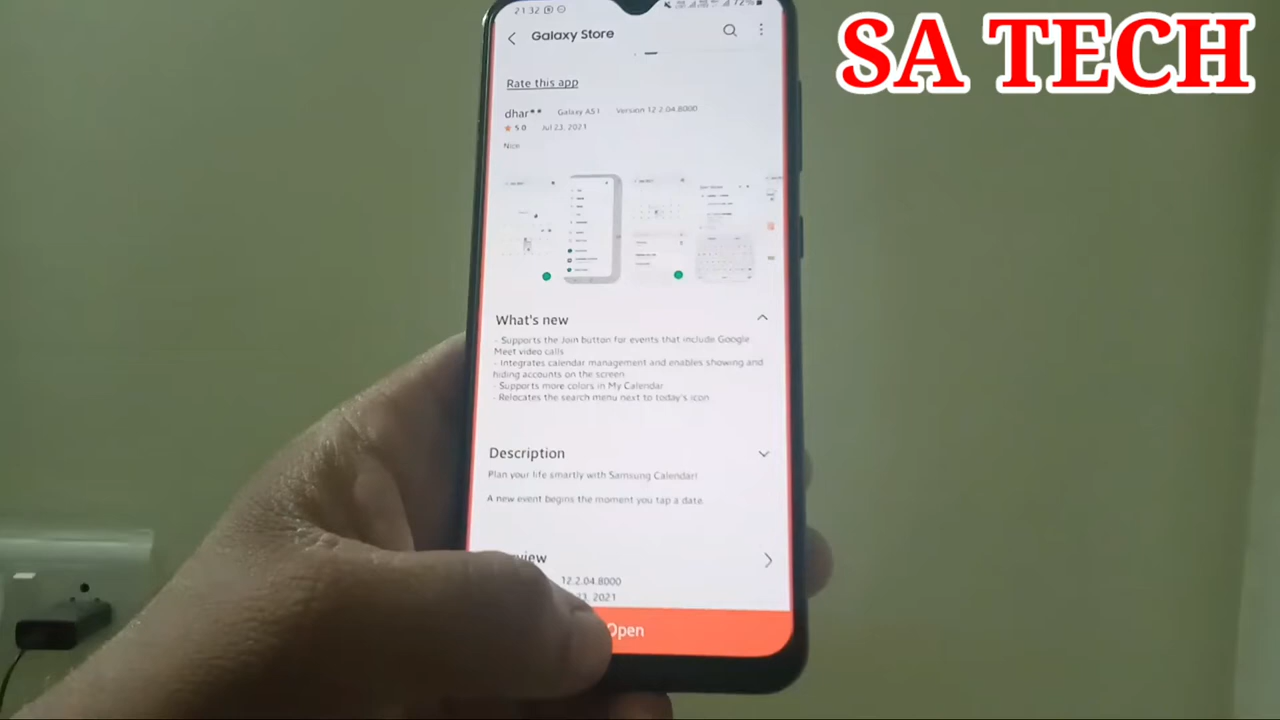 SA TECH
21:32
72%
Galaxy Store
Rate this app
dhar** Galaxy A51 Version 12.2.04.8000
★ 5.0 Jul 23, 2021
Nice
What's new
- Supports the Join button for events that include Google
Meet video calls
- Integrates calendar management and enables showing and
hiding accounts on the screen
- Supports more colors in My Calendar
- Relocates the search menu next to today's icon
Description
Plan your life smartly with Samsung Calendar!
A new event begins the moment you tap a date.
view
12.2.04.8000
23, 2021
Open